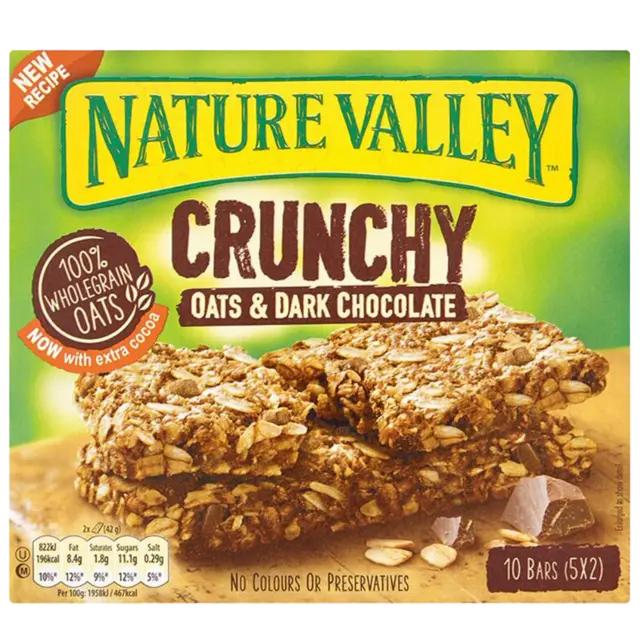 NEW
RECIPE
NATURE VALLEY
TM
CRUNCHY
OATS & DARK CHOCOLATE
100%
WHOLEGRAIN
OATS
NOW with extra cocoa
2x (42g)
822kJ Fat Saturates Sugars Salt
196kcal 8.4g 1.8g 11.1g 0.29g
10%* 12%* 9%* 12%* 5%*
Per 100g: 1958kJ / 467kcal
U
M
NO COLOURS OR PRESERVATIVES
10 BARS (5X2)